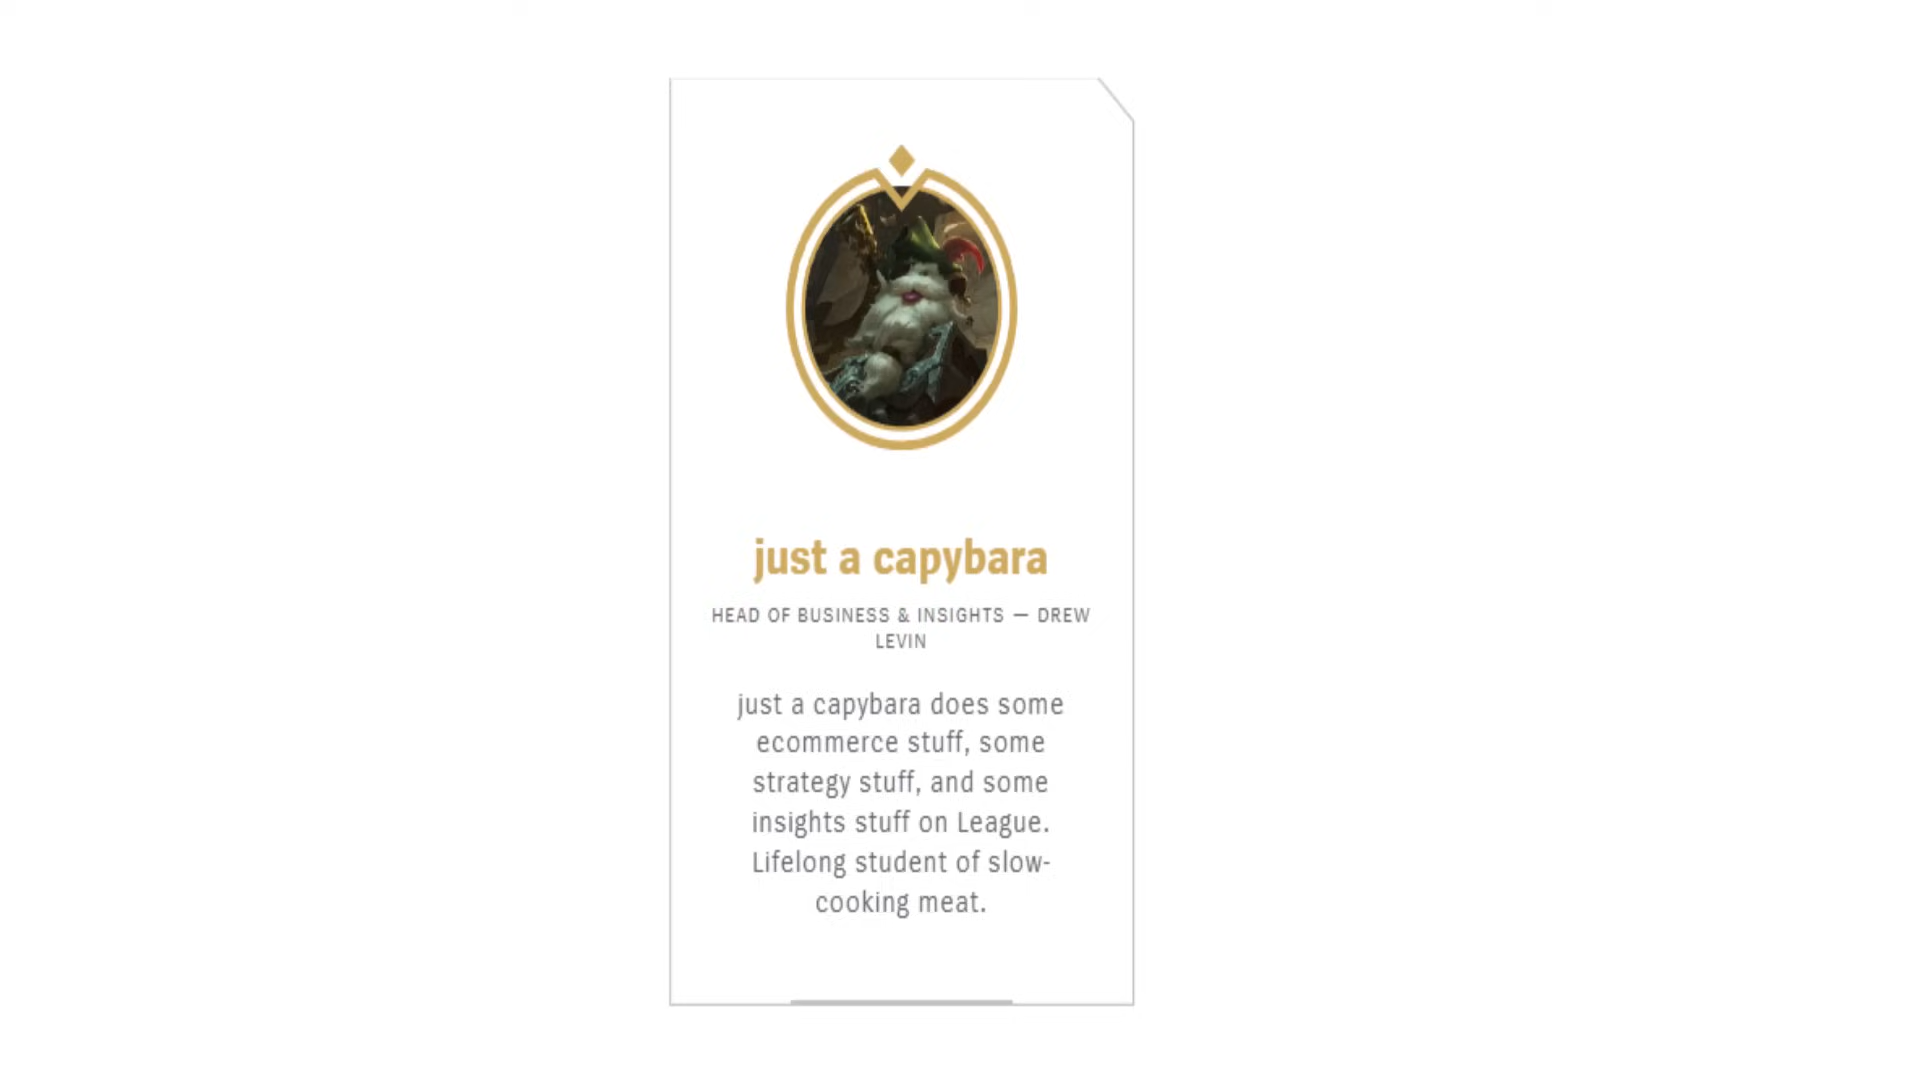 just a capybara
HEAD OF BUSINESS & INSIGHTS — DREW
LEVIN
just a capybara does some
ecommerce stuff, some
strategy stuff, and some
insights stuff on League.
Lifelong student of slow-
cooking meat.